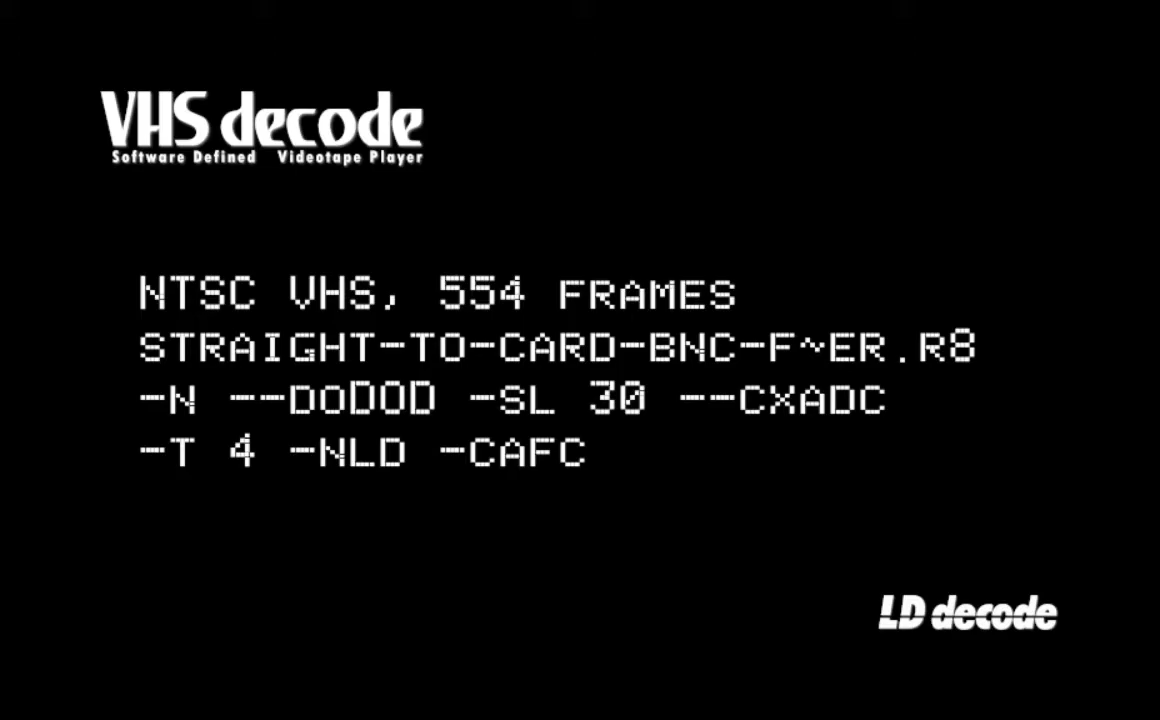 VHS decode
Software Defined Videotape Player
NTSC VHS, 554 FRAMES
STRAIGHT-TO-CARD-BNC-F~ER.R8
-N --DODOD -SL 30 --CXADC
-T 4 -NLD -CAFC
LD decode